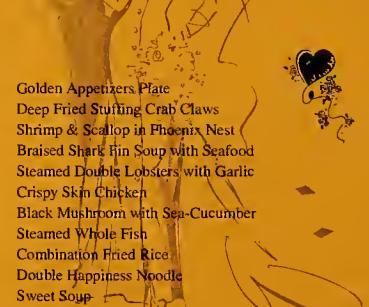 Golden Appetizers Plate
Deep Fried Stuffing Crab Claws
Shrimp & Scallop in Phoenix Nest
Braised Shark Fin Soup with Seafood
Steamed Double Lobsters with Garlic
Crispy Skin Chicken
Black Mushroom with Sea-Cucumber
Steamed Whole Fish
Combination Fried Rice
Double Happiness Noodle
Sweet Soup